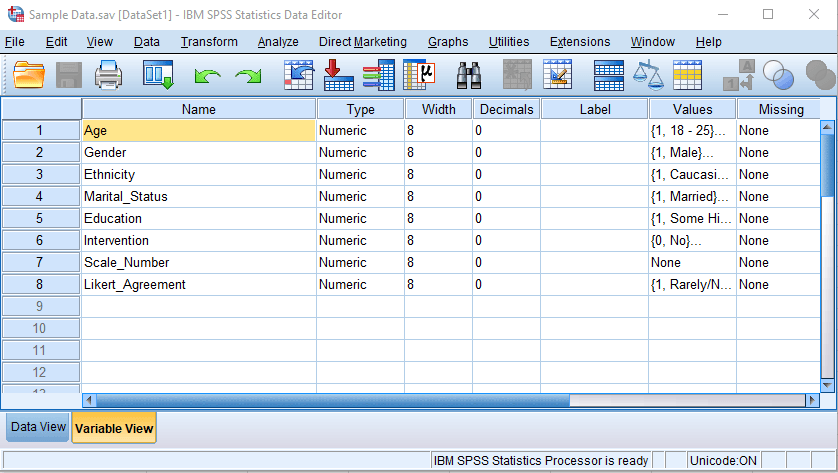 Sample Data.sav [DataSet1] - IBM SPSS Statistics Data Editor
File Edit View Data Transform Analyze Direct Marketing Graphs Utilities Extensions Window Help
Name Type Width Decimals Label Values Missing
1 Age Numeric 8 0 {1, 18 - 25}... None
2 Gender Numeric 8 0 {1, Male}... None
3 Ethnicity Numeric 8 0 {1, Caucasi... None
4 Marital_Status Numeric 8 0 {1, Married}... None
5 Education Numeric 8 0 {1, Some Hi... None
6 Intervention Numeric 8 0 {0, No}... None
7 Scale_Number Numeric 8 0 None None
8 Likert_Agreement Numeric 8 0 {1, Rarely/N... None
9
10
11
12
13
Data View Variable View
IBM SPSS Statistics Processor is ready Unicode:ON